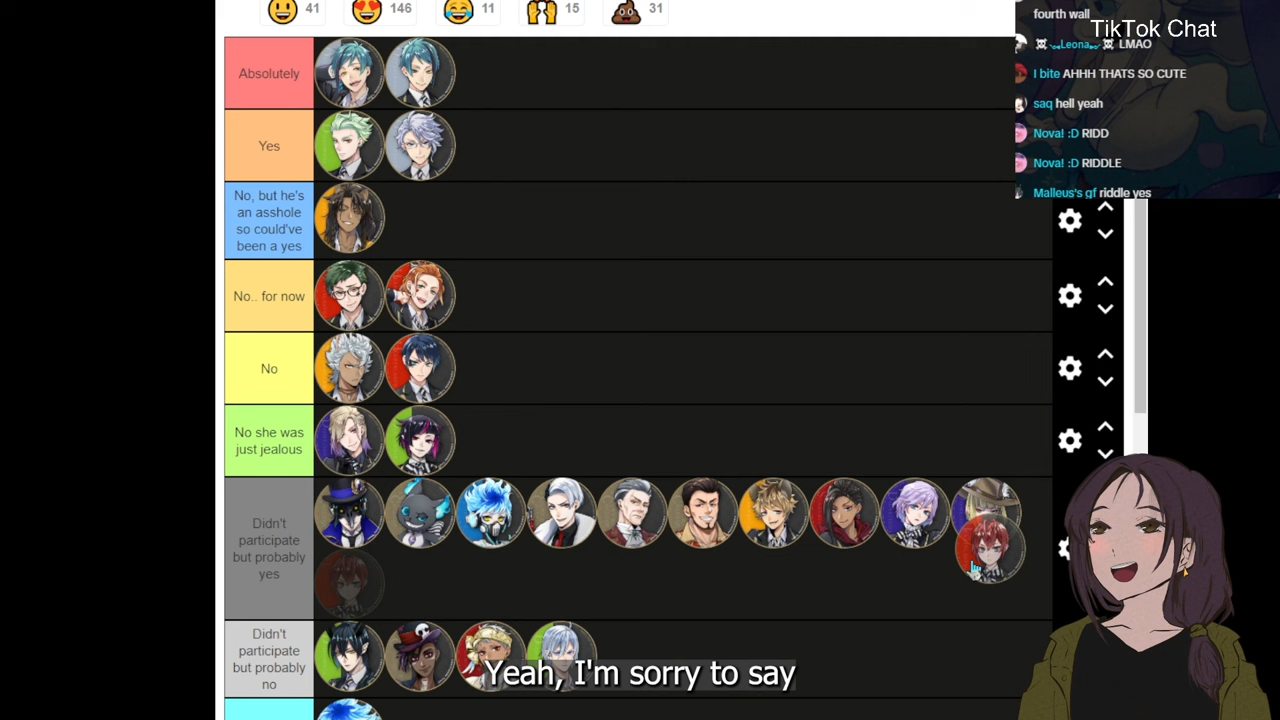 41
146
11
15
31
TikTok Chat
fourth wall
Leona LMAO
I bite AHHH THATS SO CUTE
saq hell yeah
Nova! :D RIDD
Nova! :D RIDDLE
Malleus's gf riddle yes
Absolutely
Yes
No, but he's
an asshole
so could've
been a yes
No.. for now
No
No she was
just jealous
Didn't
participate
but probably
yes
Didn't
participate
but probably
no
Yeah, I'm sorry to say